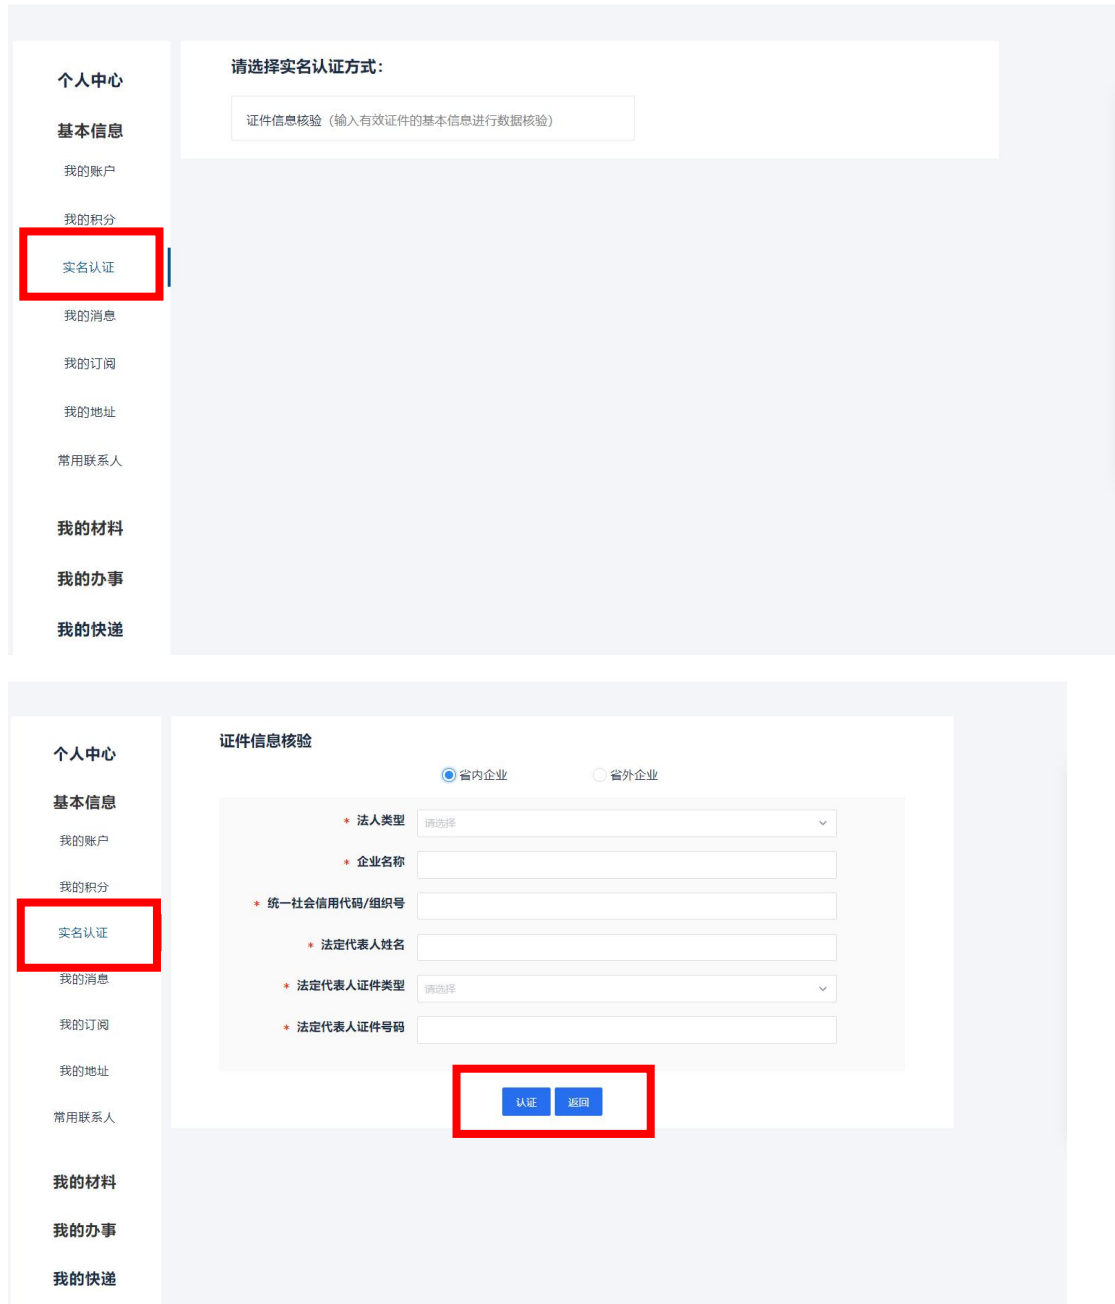 个人中心
基本信息
我的账户
我的积分
实名认证
我的消息
我的订阅
我的地址
常用联系人
我的材料
我的办事
我的快递
请选择实名认证方式：
证件信息核验（输入有效证件的基本信息进行数据核验）
个人中心
基本信息
我的账户
我的积分
实名认证
我的消息
我的订阅
我的地址
常用联系人
我的材料
我的办事
我的快递
证件信息核验
省内企业 省外企业
* 法人类型 请选择
* 企业名称
* 统一社会信用代码/组织号
* 法定代表人姓名
* 法定代表人证件类型 请选择
* 法定代表人证件号码
认证 返回